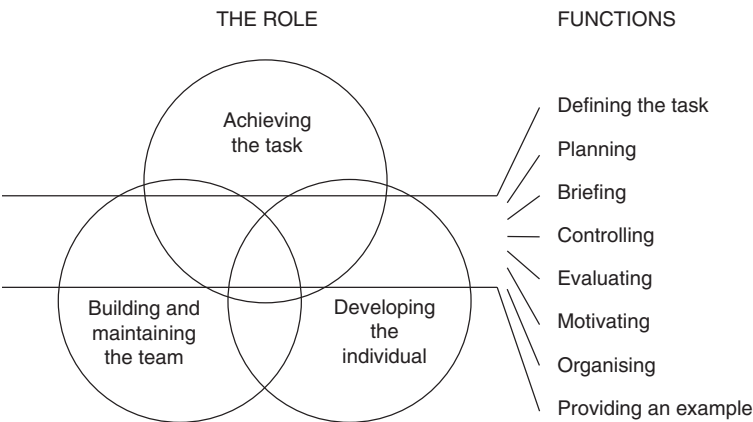 THE ROLE
FUNCTIONS
Achieving
the task
Building and
maintaining
the team
Developing
the
individual
Defining the task
Planning
Briefing
Controlling
Evaluating
Motivating
Organising
Providing an example